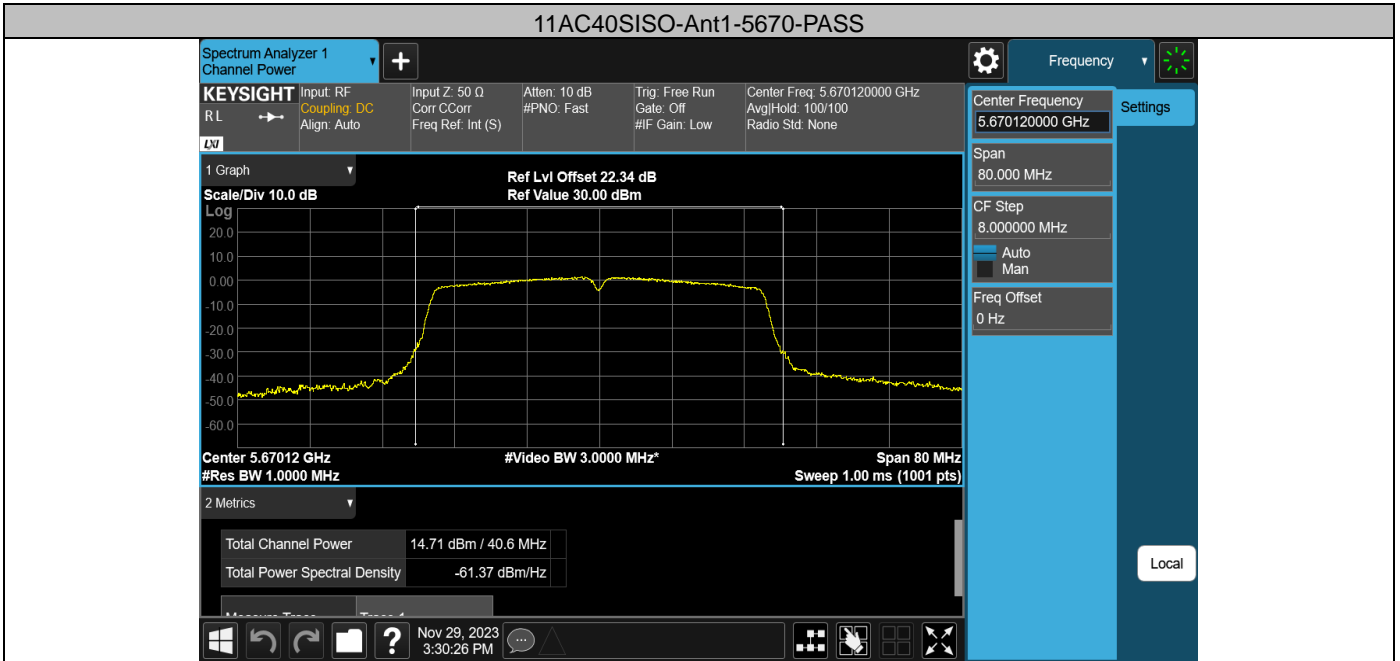 11AC40SISO-Ant1-5670-PASS
Spectrum Analyzer 1
Channel Power
Frequency
KEYSIGHT
RL
LXI
Input: RF
Coupling: DC
Align: Auto
Input Z: 50 Ω
Corr CCorr
Freq Ref: Int (S)
Atten: 10 dB
#PNO: Fast
Trig: Free Run
Gate: Off
#IF Gain: Low
Center Freq: 5.670120000 GHz
Avg|Hold: 100/100
Radio Std: None
Center Frequency
5.670120000 GHz
Settings
Span
80.000 MHz
CF Step
8.000000 MHz
Auto
Man
Freq Offset
0 Hz
Local
1 Graph
Scale/Div 10.0 dB
Ref Lvl Offset 22.34 dB
Ref Value 30.00 dBm
Log
20.0
10.0
0.00
-10.0
-20.0
-30.0
-40.0
-50.0
-60.0
Center 5.67012 GHz
#Video BW 3.0000 MHz*
Span 80 MHz
#Res BW 1.0000 MHz
Sweep 1.00 ms (1001 pts)
2 Metrics
Total Channel Power 14.71 dBm / 40.6 MHz
Total Power Spectral Density -61.37 dBm/Hz
Measure Trace Trace 1
Nov 29, 2023
3:30:26 PM